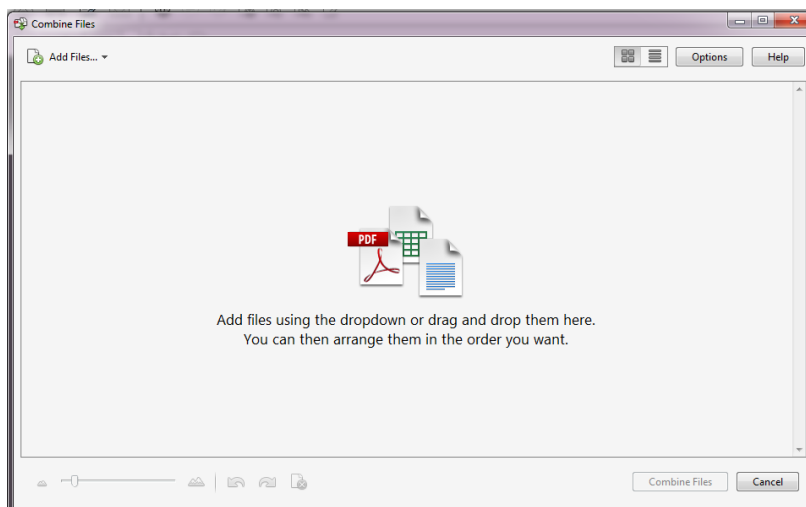 Combine Files
Add Files...
Options
Help
PDF
Add files using the dropdown or drag and drop them here.
You can then arrange them in the order you want.
Combine Files
Cancel